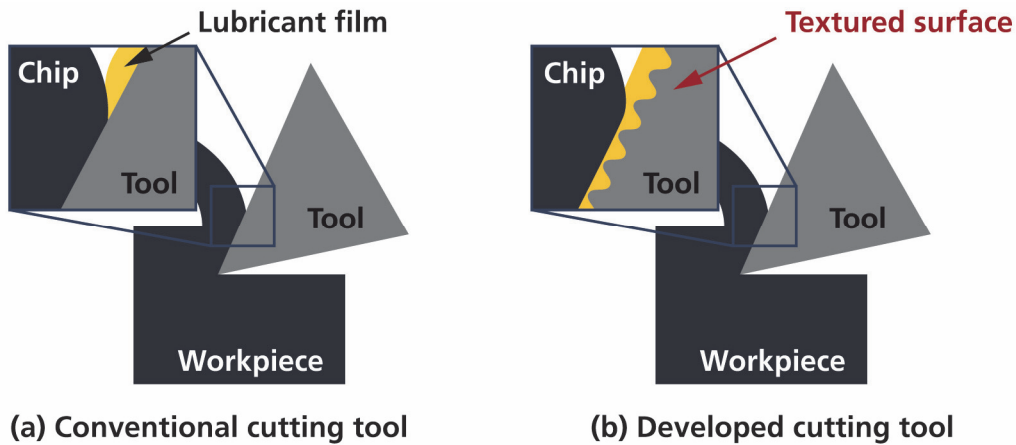 Lubricant film
Chip
Tool
Tool
Workpiece
(a) Conventional cutting tool
Textured surface
Chip
Tool
Tool
Workpiece
(b) Developed cutting tool